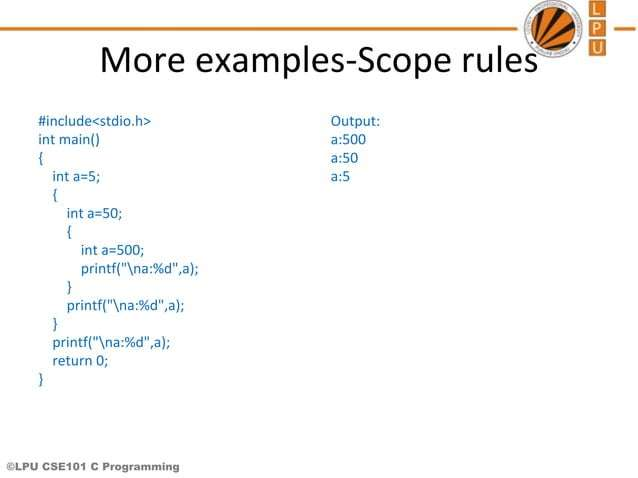 L
P
U
More examples-Scope rules
#include<stdio.h>
int main()
{
int a=5;
{
int a=50;
{
int a=500;
printf("\na:%d",a);
}
printf("\na:%d",a);
}
printf("\na:%d",a);
return 0;
}
Output:
a:500
a:50
a:5
©LPU CSE101 C Programming